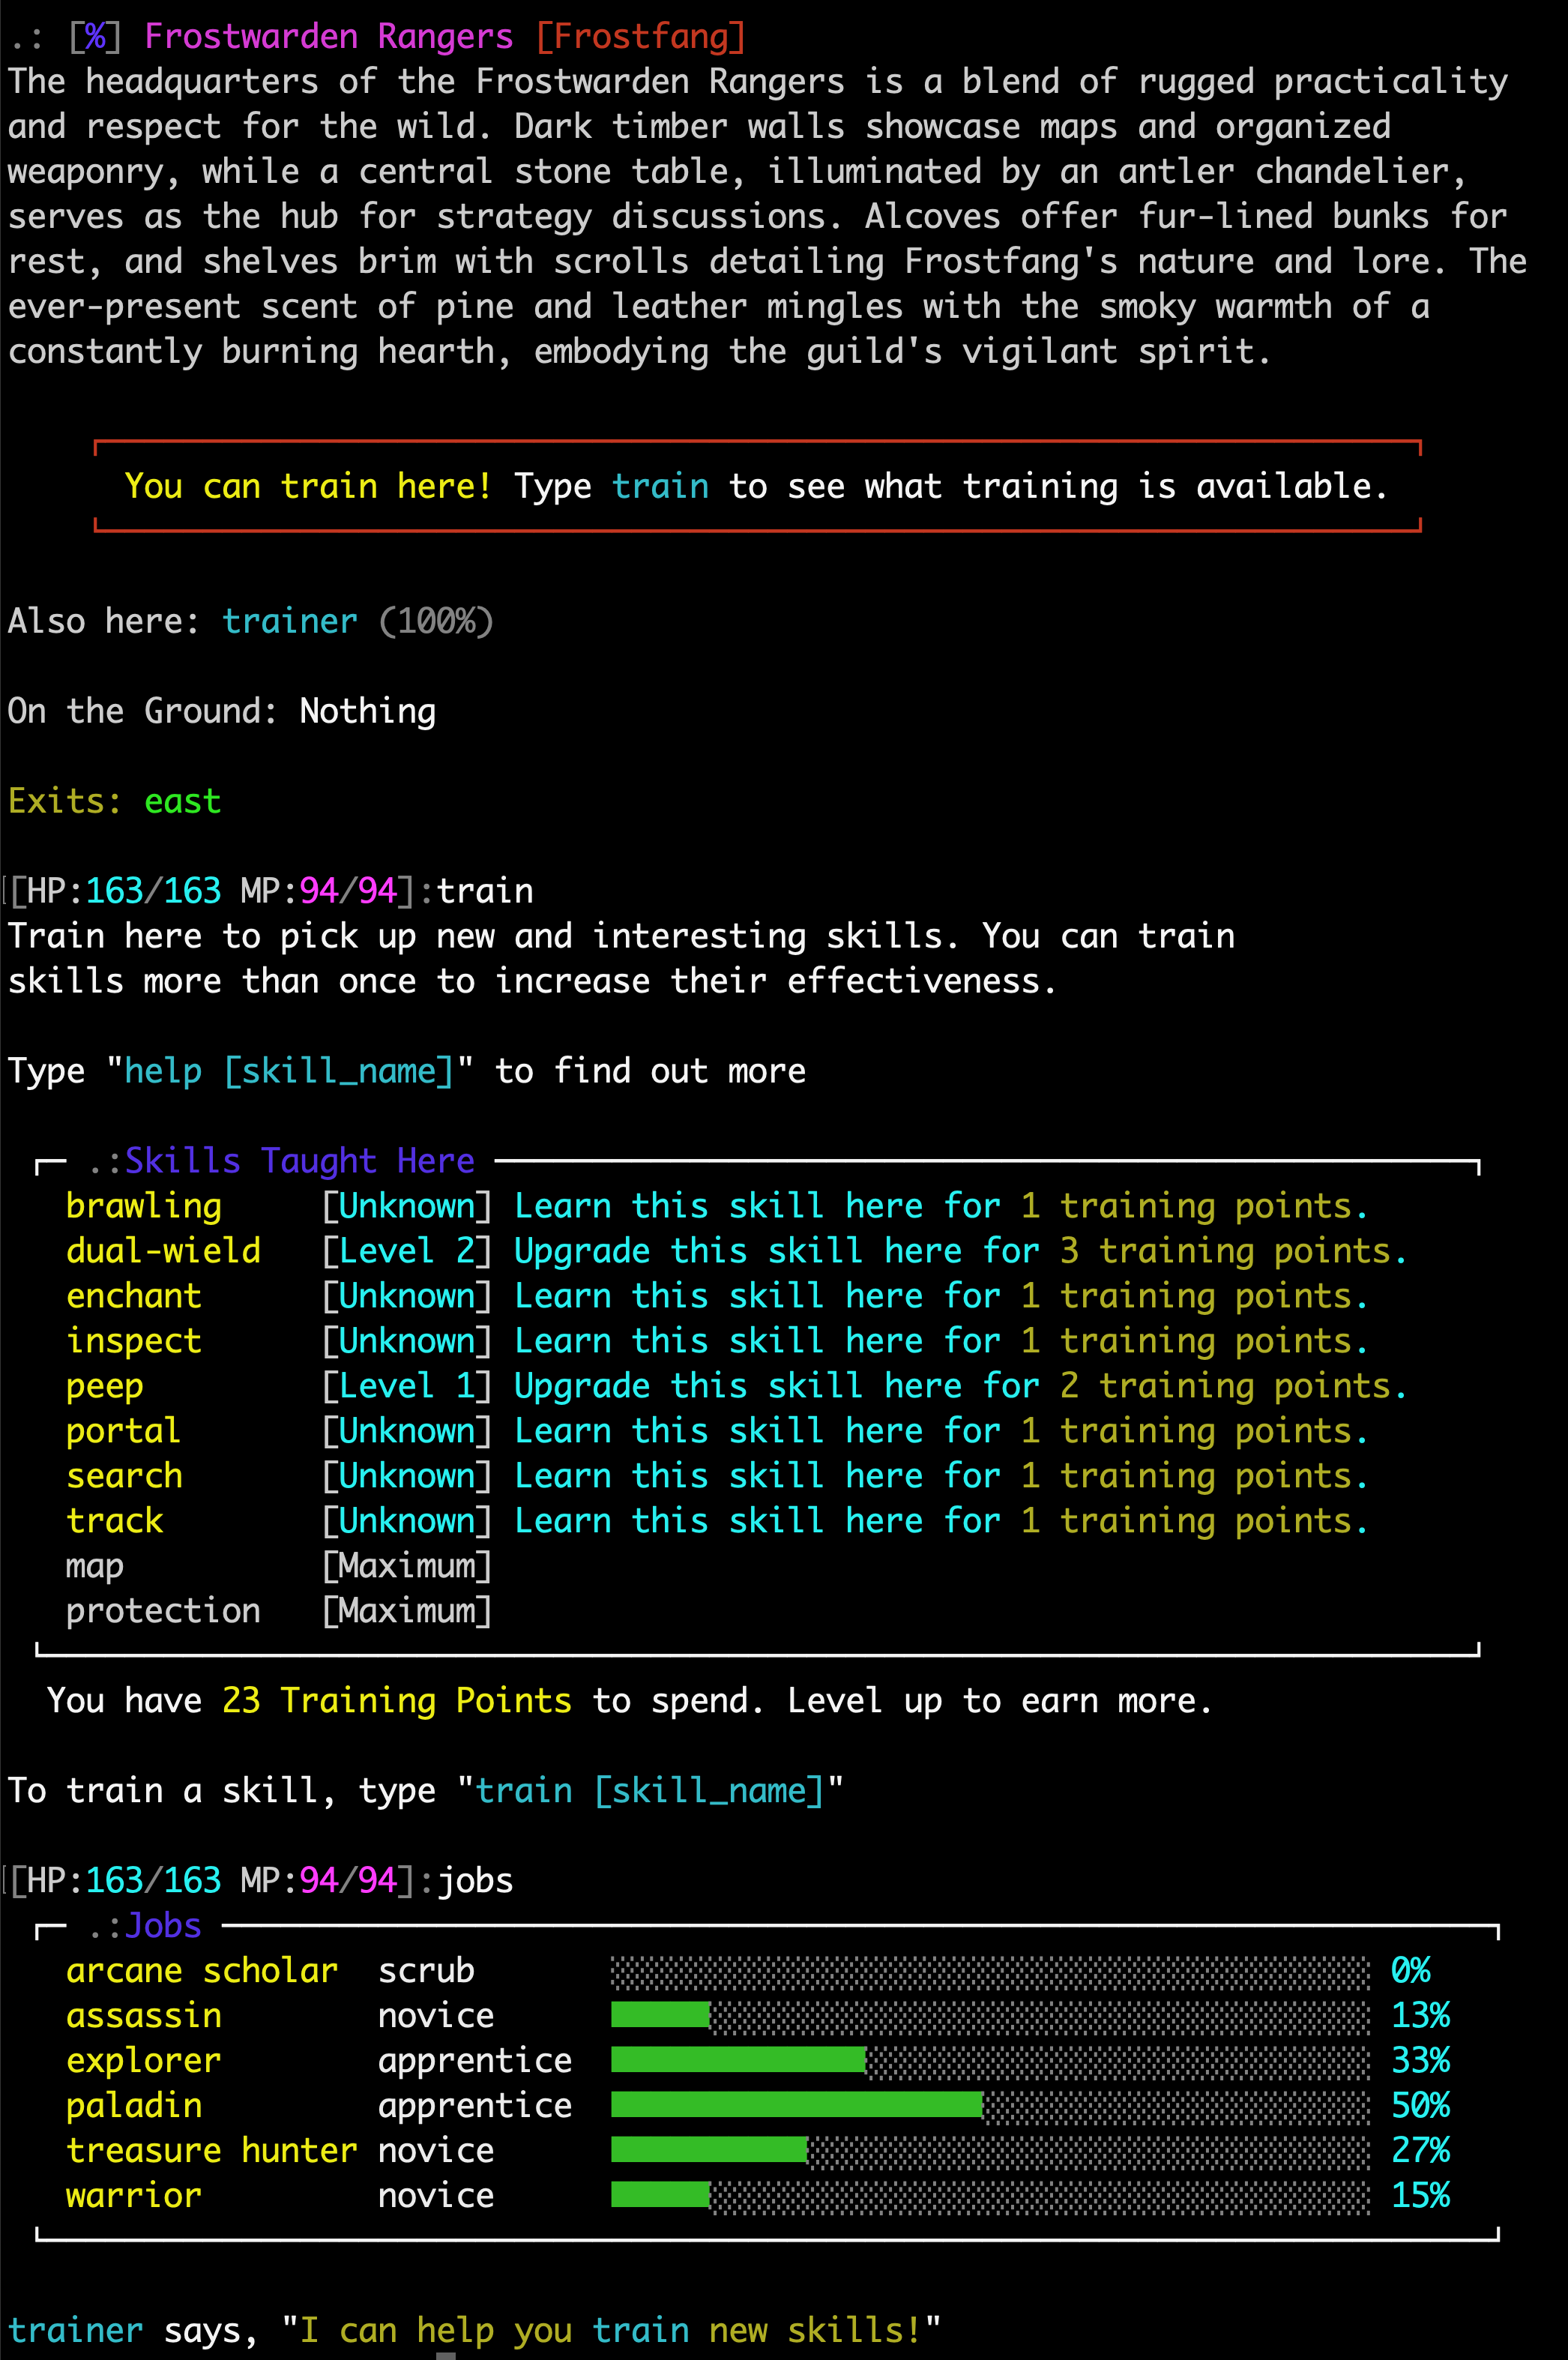 .: [%] Frostwarden Rangers [Frostfang]
The headquarters of the Frostwarden Rangers is a blend of rugged practicality
and respect for the wild. Dark timber walls showcase maps and organized
weaponry, while a central stone table, illuminated by an antler chandelier,
serves as the hub for strategy discussions. Alcoves offer fur-lined bunks for
rest, and shelves brim with scrolls detailing Frostfang's nature and lore. The
ever-present scent of pine and leather mingles with the smoky warmth of a
constantly burning hearth, embodying the guild's vigilant spirit.
You can train here! Type train to see what training is available.
Also here: trainer (100%)
On the Ground: Nothing
Exits: east
[HP:163/163 MP:94/94]:train
Train here to pick up new and interesting skills. You can train
skills more than once to increase their effectiveness.
Type "help [skill_name]" to find out more
.:Skills Taught Here
brawling [Unknown] Learn this skill here for 1 training points.
dual-wield [Level 2] Upgrade this skill here for 3 training points.
enchant [Unknown] Learn this skill here for 1 training points.
inspect [Unknown] Learn this skill here for 1 training points.
peep [Level 1] Upgrade this skill here for 2 training points.
portal [Unknown] Learn this skill here for 1 training points.
search [Unknown] Learn this skill here for 1 training points.
track [Unknown] Learn this skill here for 1 training points.
map [Maximum]
protection [Maximum]
You have 23 Training Points to spend. Level up to earn more.
To train a skill, type "train [skill_name]"
[HP:163/163 MP:94/94]:jobs
.:Jobs
arcane scholar scrub 0%
assassin novice 13%
explorer apprentice 33%
paladin apprentice 50%
treasure hunter novice 27%
warrior novice 15%
trainer says, "I can help you train new skills!"